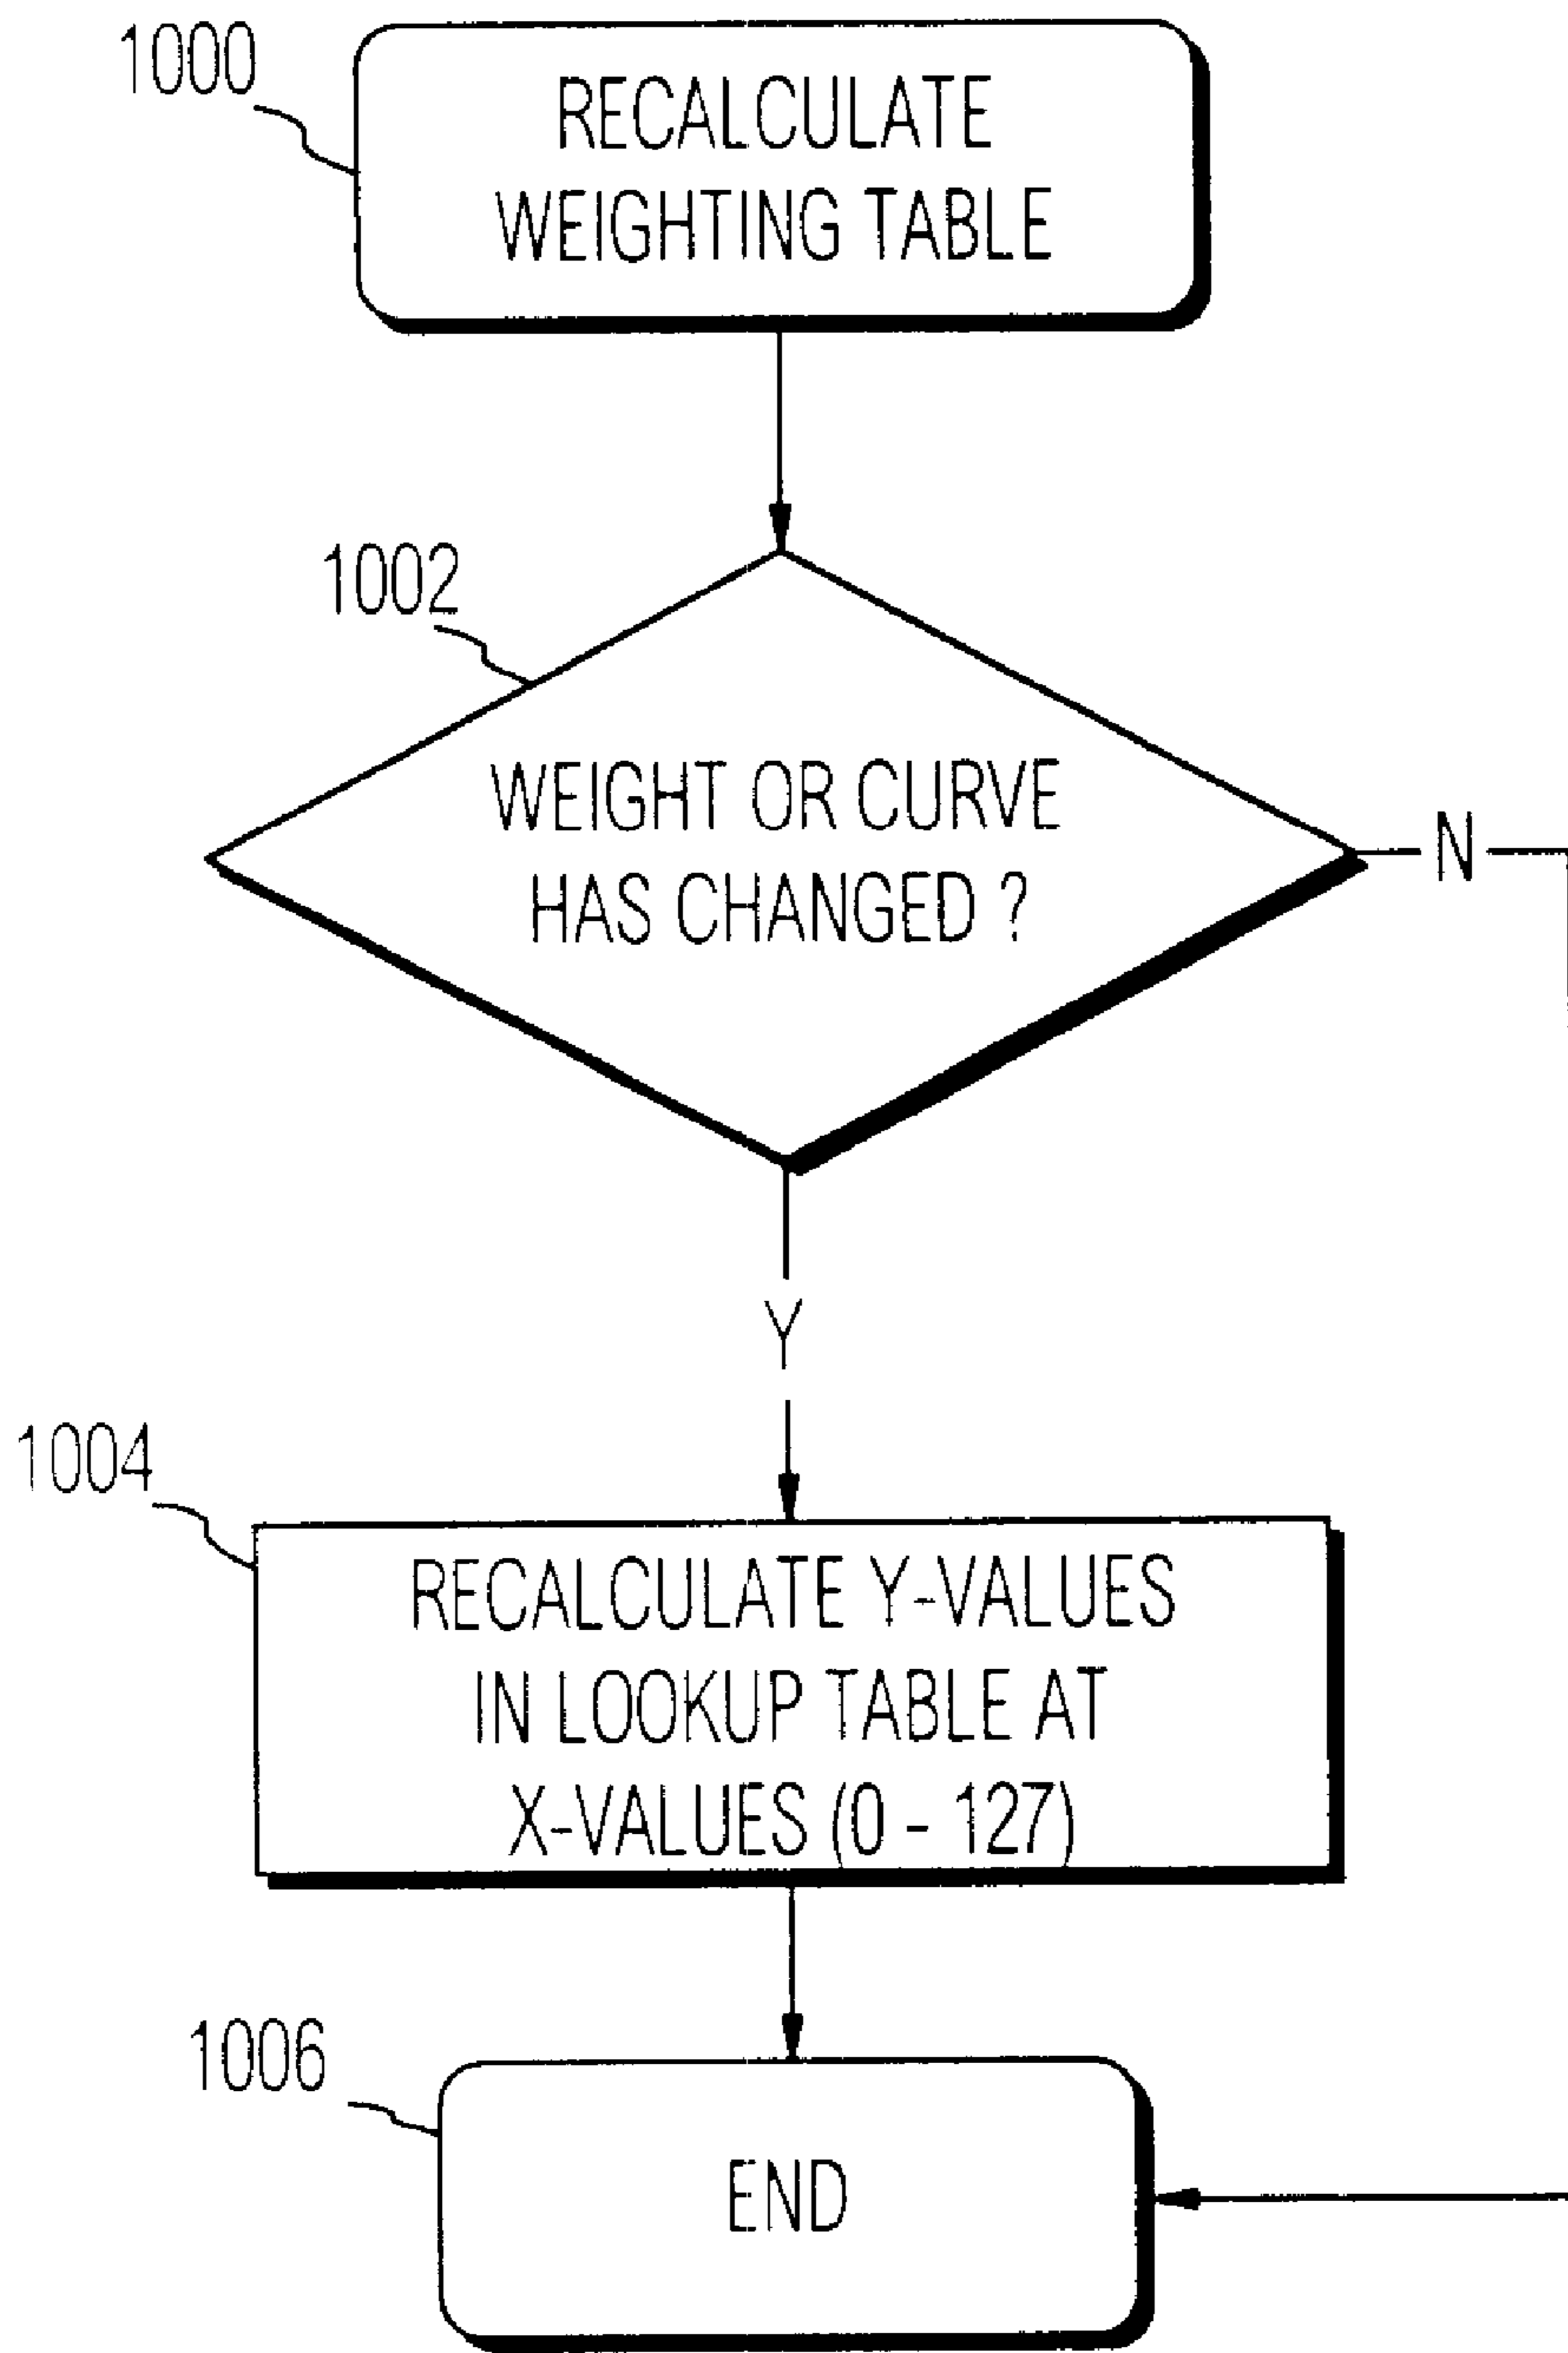 1000
RECALCULATE
WEIGHTING TABLE
1002
WEIGHT OR CURVE
HAS CHANGED ?
N
Y
1004
RECALCULATE Y-VALUES
IN LOOKUP TABLE AT
X-VALUES (0 - 127)
1006
END